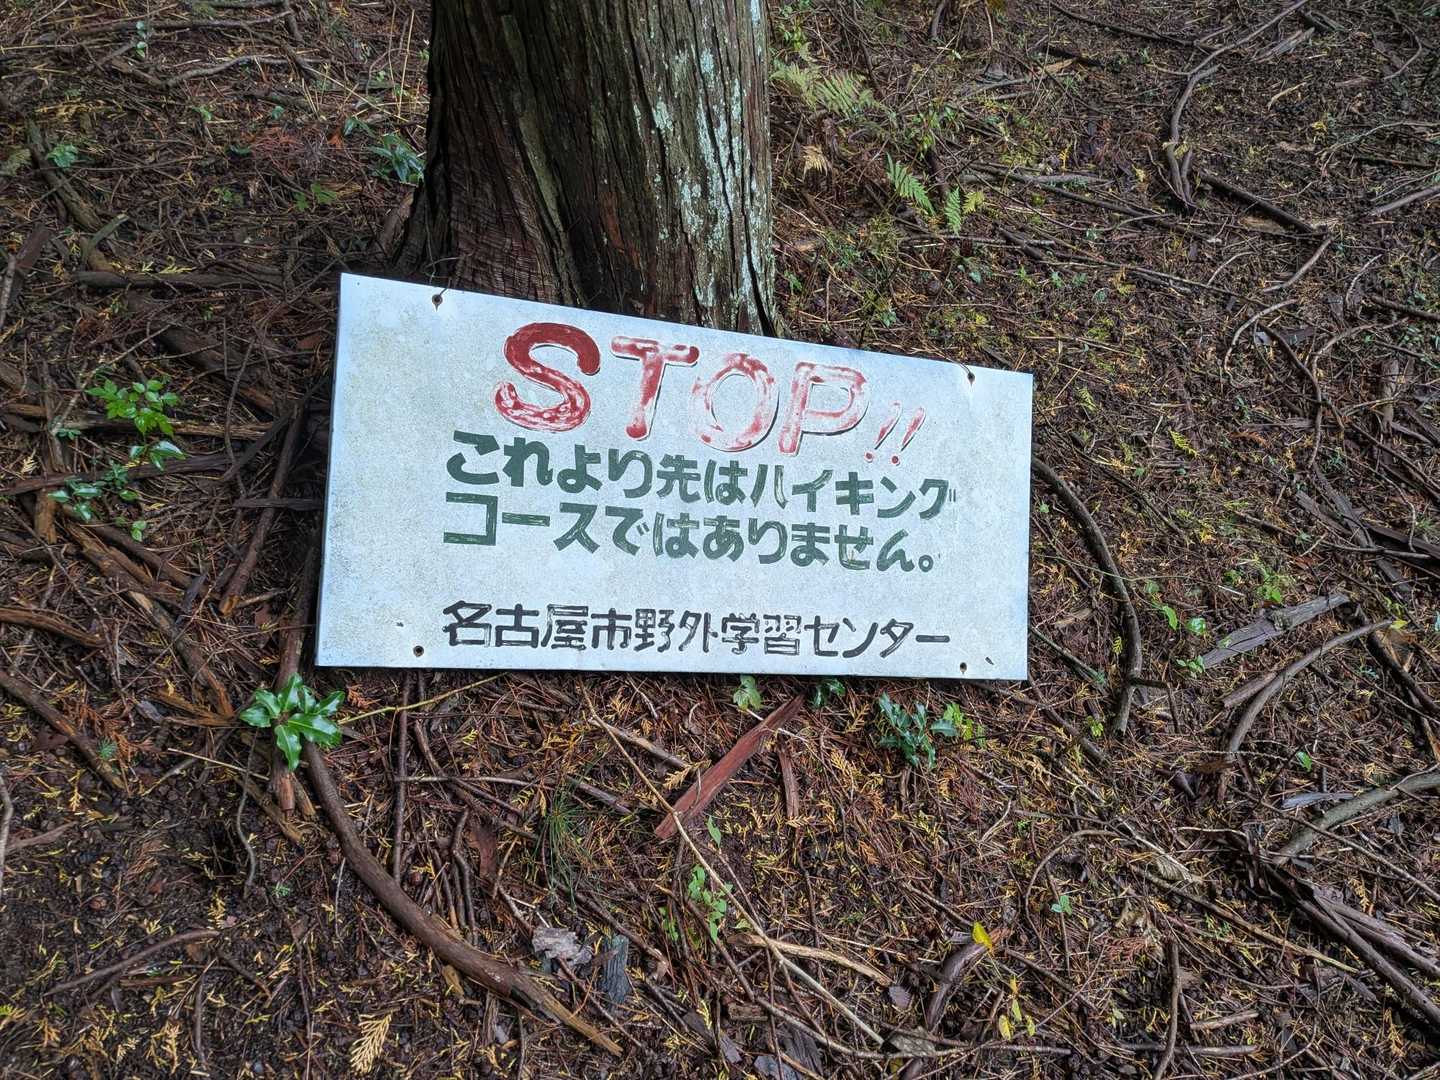 STOP!!
これより先はハイキング
コースではありません。
名古屋市野外学習センター